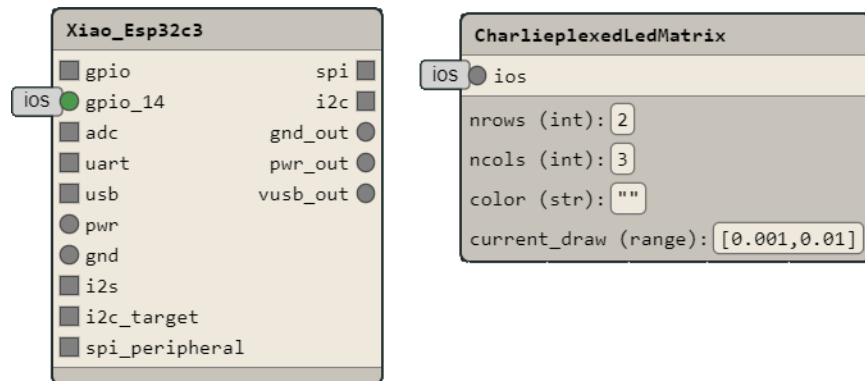 Xiao_Esp32c3
gpio
spi
ios
gpio_14
i2c
adc
gnd_out
uart
pwr_out
usb
vusb_out
pwr
gnd
i2s
i2c_target
spi_peripheral
CharlieplexedLedMatrix
ios
ios
nrows (int): 2
ncols (int): 3
color (str): ""
current_draw (range): [0.001,0.01]